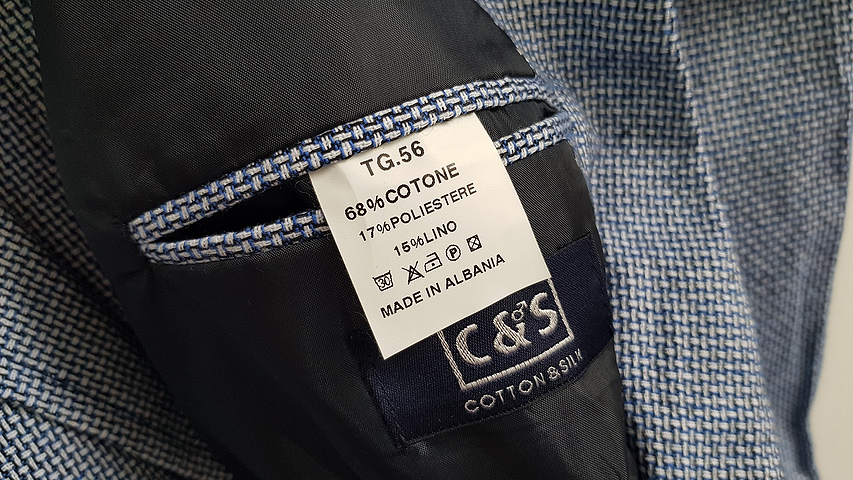 TG.56
68%COTONE
17%POLIESTERE
15%LINO
30 P
MADE IN ALBANIA
C&S
COTTON & SILK